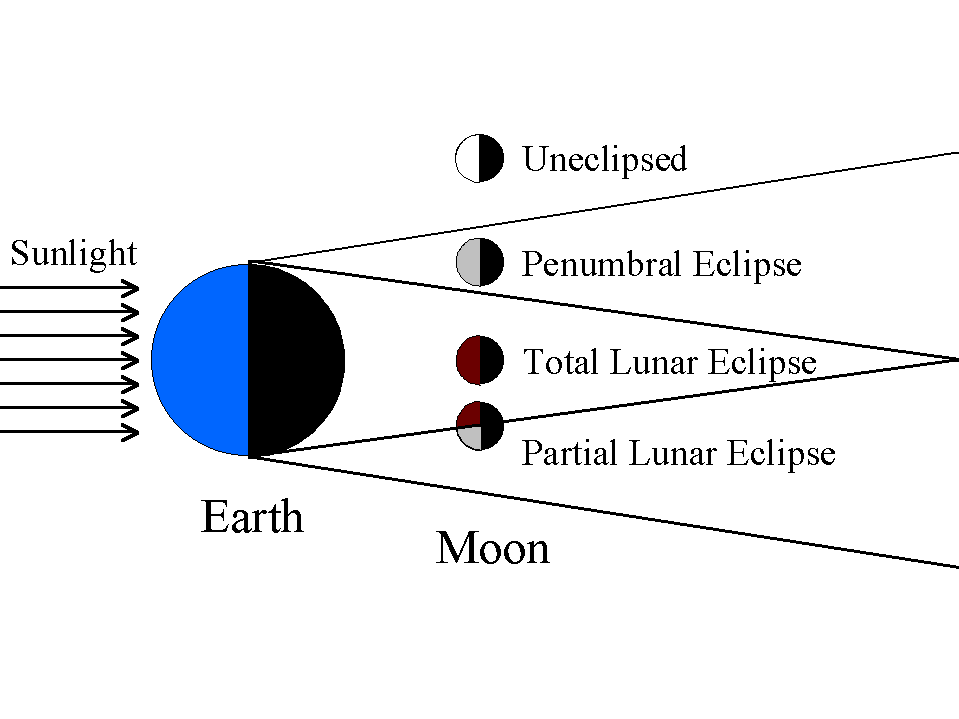 Uneclipsed
Sunlight
Penumbral Eclipse
Total Lunar Eclipse
Partial Lunar Eclipse
Earth
Moon